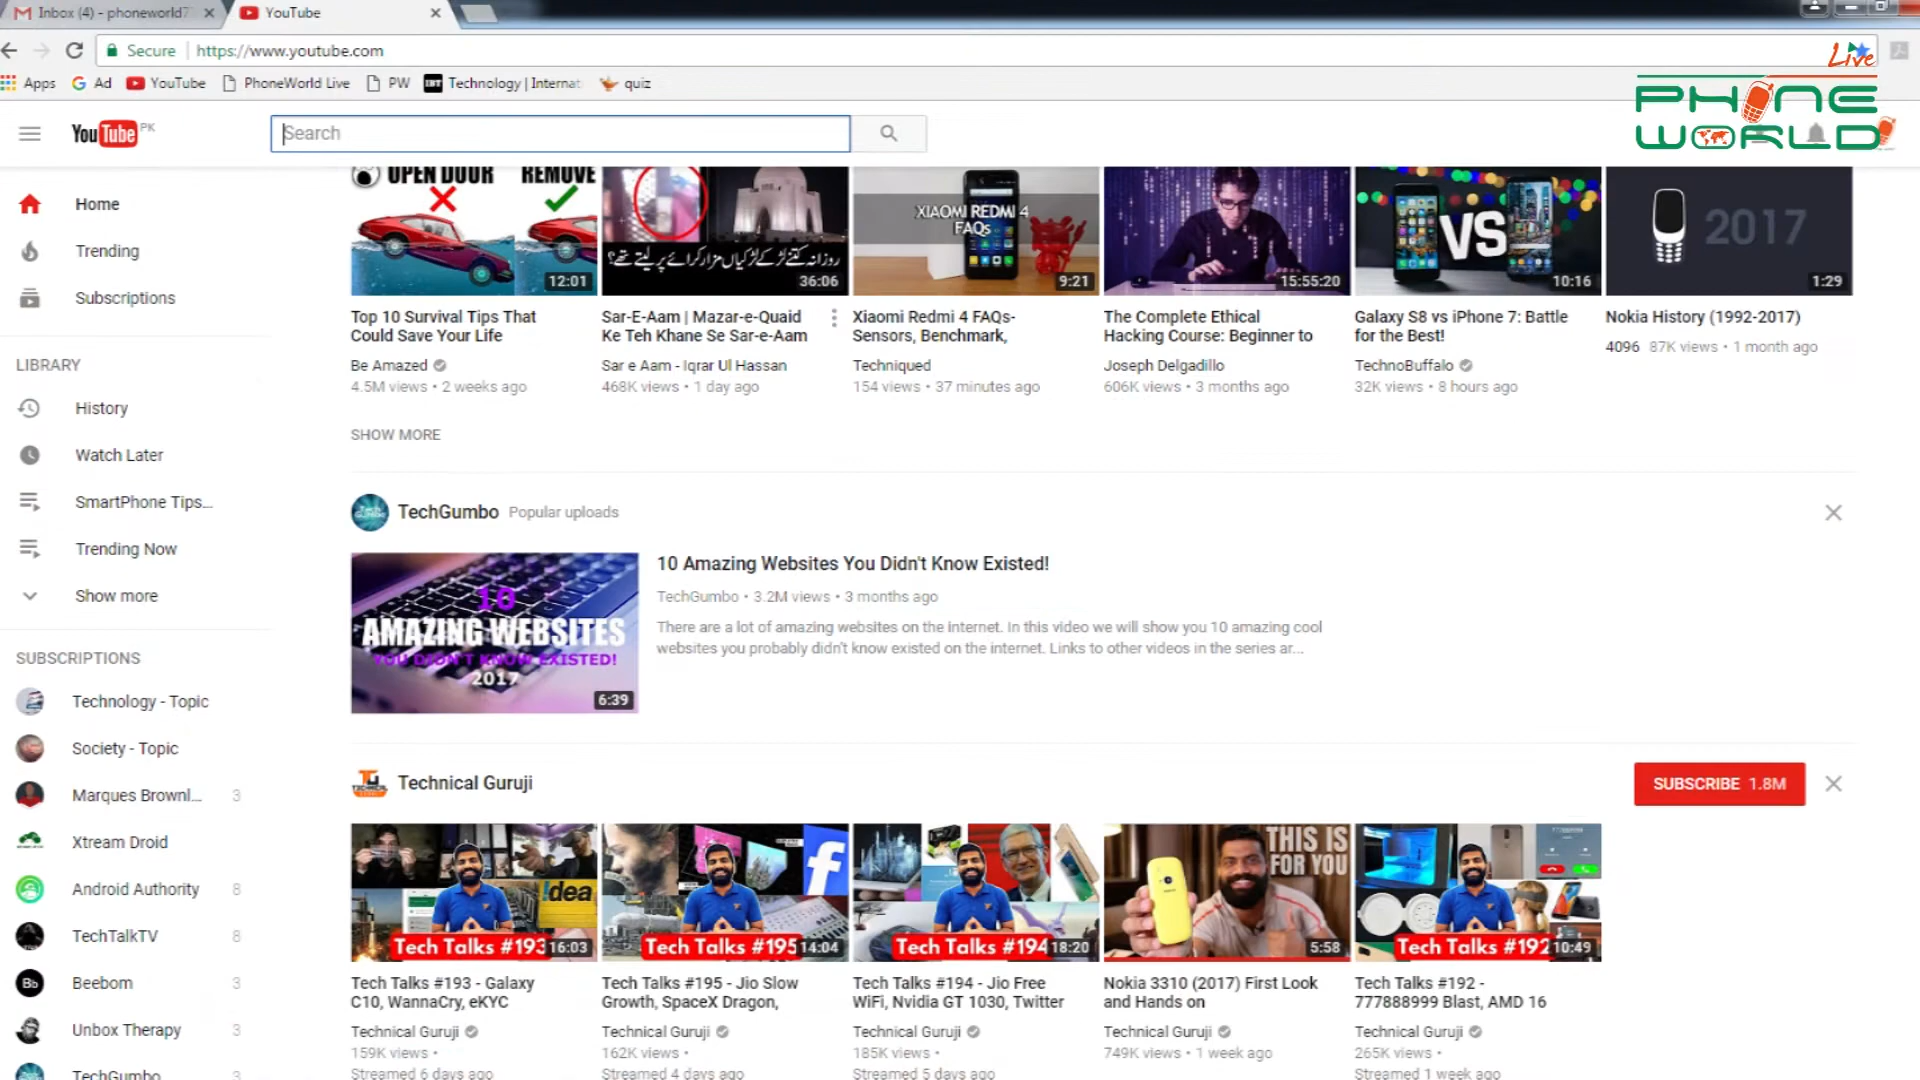 Inbox (4) - phoneworld7
YouTube
Secure
https://www.youtube.com
Live
Apps
Ad
YouTube
PhoneWorld Live
PW
IBT
Technology | Internat
quiz
PHONE
WORLD
YouTube PK
Search
Home
Trending
Subscriptions
LIBRARY
History
Watch Later
SmartPhone Tips...
Trending Now
Show more
SUBSCRIPTIONS
Technology - Topic
Society - Topic
Marques Brownl... 3
Xtream Droid
Android Authority 8
TechTalkTV 8
Beebom 3
Unbox Therapy 3
TechGumbo 3
OPEN DOOR REMOVE
12:01
روزانہ کتنے لڑکے لڑکیاں مزار کرائے پر لیتے تھے؟
36:06
XIAOMI REDMI 4
FAQs
9:21
15:55:20
VS
10:16
2017
1:29
Top 10 Survival Tips That
Could Save Your Life
Be Amazed
4.5M views • 2 weeks ago
Sar-E-Aam | Mazar-e-Quaid
Ke Teh Khane Se Sar-e-Aam
Sar e Aam - Iqrar Ul Hassan
468K views • 1 day ago
Xiaomi Redmi 4 FAQs-
Sensors, Benchmark,
Techniqued
154 views • 37 minutes ago
The Complete Ethical
Hacking Course: Beginner to
Joseph Delgadillo
606K views • 3 months ago
Galaxy S8 vs iPhone 7: Battle
for the Best!
TechnoBuffalo
32K views • 8 hours ago
Nokia History (1992-2017)
4096 87K views • 1 month ago
SHOW MORE
TechGumbo Popular uploads
10
AMAZING WEBSITES
YOU DIDN'T KNOW EXISTED!
2017
6:39
10 Amazing Websites You Didn't Know Existed!
TechGumbo • 3.2M views • 3 months ago
There are a lot of amazing websites on the internet. In this video we will show you 10 amazing cool
websites you probably didn't know existed on the internet. Links to other videos in the series ar...
Technical Guruji
SUBSCRIBE 1.8M
!dea
Tech Talks #193
16:03
Tech Talks #195
14:04
Tech Talks #194
18:20
THIS IS
FOR YOU
5:58
Tech Talks #192
10:49
Tech Talks #193 - Galaxy
C10, WannaCry, eKYC
Technical Guruji
159K views •
Streamed 6 days ago
Tech Talks #195 - Jio Slow
Growth, SpaceX Dragon,
Technical Guruji
162K views •
Streamed 4 days ago
Tech Talks #194 - Jio Free
WiFi, Nvidia GT 1030, Twitter
Technical Guruji
185K views •
Streamed 5 days ago
Nokia 3310 (2017) First Look
and Hands on
Technical Guruji
749K views • 1 week ago
Tech Talks #192 -
777888999 Blast, AMD 16
Technical Guruji
265K views •
Streamed 1 week ago